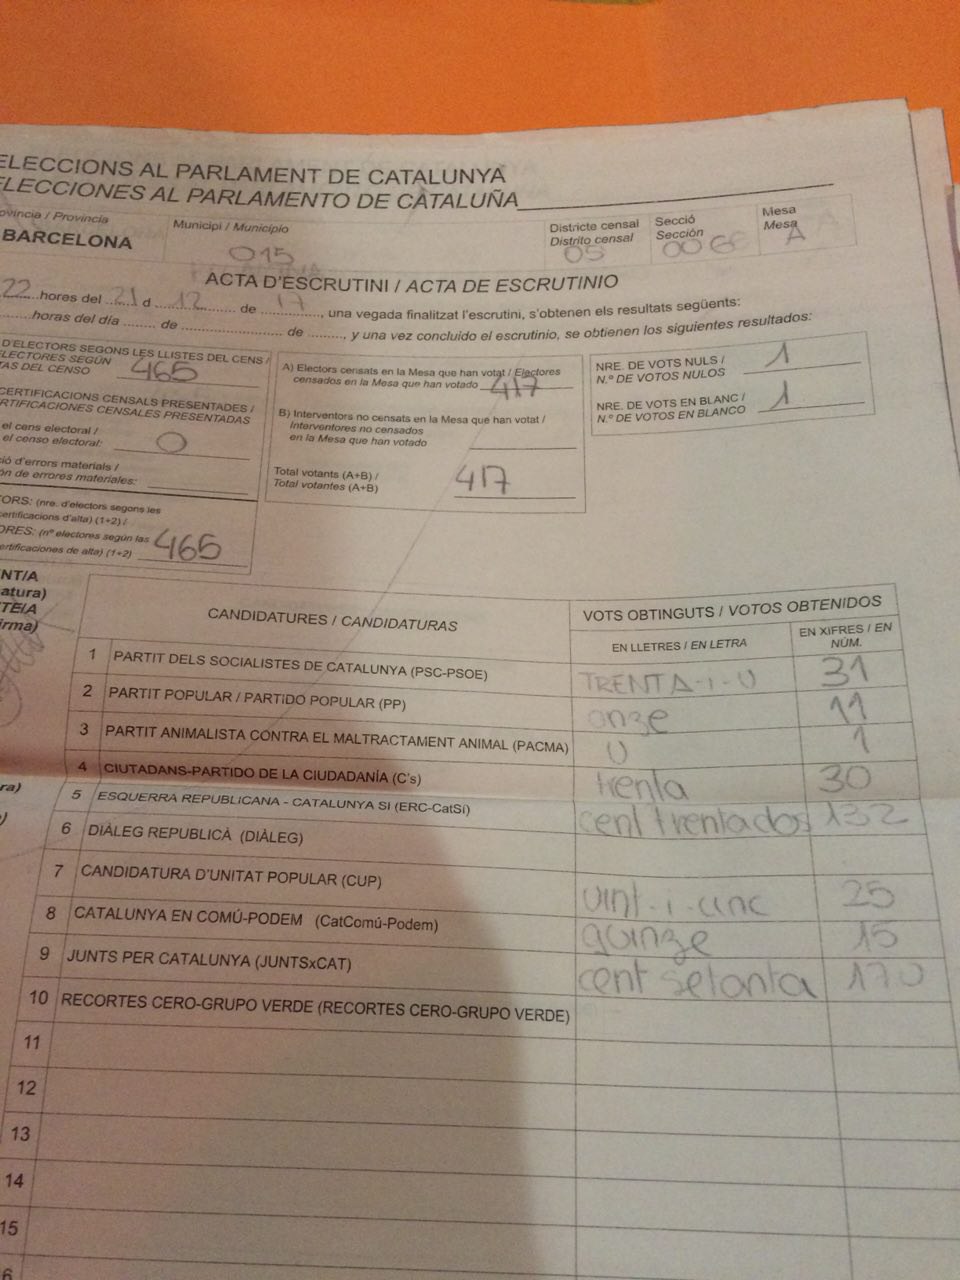 ELECCIONS AL PARLAMENT DE CATALUNYA
ELECCIONES AL PARLAMENTO DE CATALUÑA
ovincia / Provincia
BARCELONA
Municipi / Municipio
015
Districte censal
Distrito censal
05
Secció
Sección
006
Mesa
Mesa
A
ACTA D'ESCRUTINI / ACTA DE ESCRUTINIO
22 hores del 21 d 12 de 17, una vegada finalitzat l'escrutini, s'obtenen els resultats següents:
horas del día ........ de ........ de ........, y una vez concluido el escrutinio, se obtienen los siguientes resultados:
D'ELECTORS SEGONS LES LLISTES DEL CENS /
ELECTORES SEGÚN
TAS DEL CENSO 465
CERTIFICACIONS CENSALS PRESENTADES /
RTIFICACIONES CENSALES PRESENTADAS
el cens electoral /
el censo electoral: 0
ció d'errors materials /
ón de errores materiales:
TORS: (nre. d'electors segons les
certificacions d'alta) (1+2) /
ORES: (nº electores según las
ertificaciones de alta) (1+2) 465
A) Electors censats en la Mesa que han votat / Electores
censados en la Mesa que han votado 417
B) Interventors no censats en la Mesa que han votat /
Interventores no censados
en la Mesa que han votado
Total votants (A+B) /
Total votantes (A+B) 417
NRE. DE VOTS NULS /
N.º DE VOTOS NULOS 1
NRE. DE VOTS EN BLANC /
N.º DE VOTOS EN BLANCO 1
NT/A
atura)
TE/A
irma)
ra)
CANDIDATURES / CANDIDATURAS
VOTS OBTINGUTS / VOTOS OBTENIDOS
EN LLETRES / EN LETRA
EN XIFRES / EN
NÚM.
1 PARTIT DELS SOCIALISTES DE CATALUNYA (PSC-PSOE) TRENTA-I-U 31
2 PARTIT POPULAR / PARTIDO POPULAR (PP) onze 11
3 PARTIT ANIMALISTA CONTRA EL MALTRACTAMENT ANIMAL (PACMA) U 1
4 CIUTADANS-PARTIDO DE LA CIUDADANÍA (C's) trenta 30
5 ESQUERRA REPUBLICANA - CATALUNYA SÍ (ERC-CatSí) cent trentados 132
6 DIÀLEG REPUBLICÀ (DIÀLEG)
7 CANDIDATURA D'UNITAT POPULAR (CUP) vint-i-cinc 25
8 CATALUNYA EN COMÚ-PODEM (CatComú-Podem) quinze 15
9 JUNTS PER CATALUNYA (JUNTSxCAT) cent setanta 170
10 RECORTES CERO-GRUPO VERDE (RECORTES CERO-GRUPO VERDE)
11
12
13
14
15